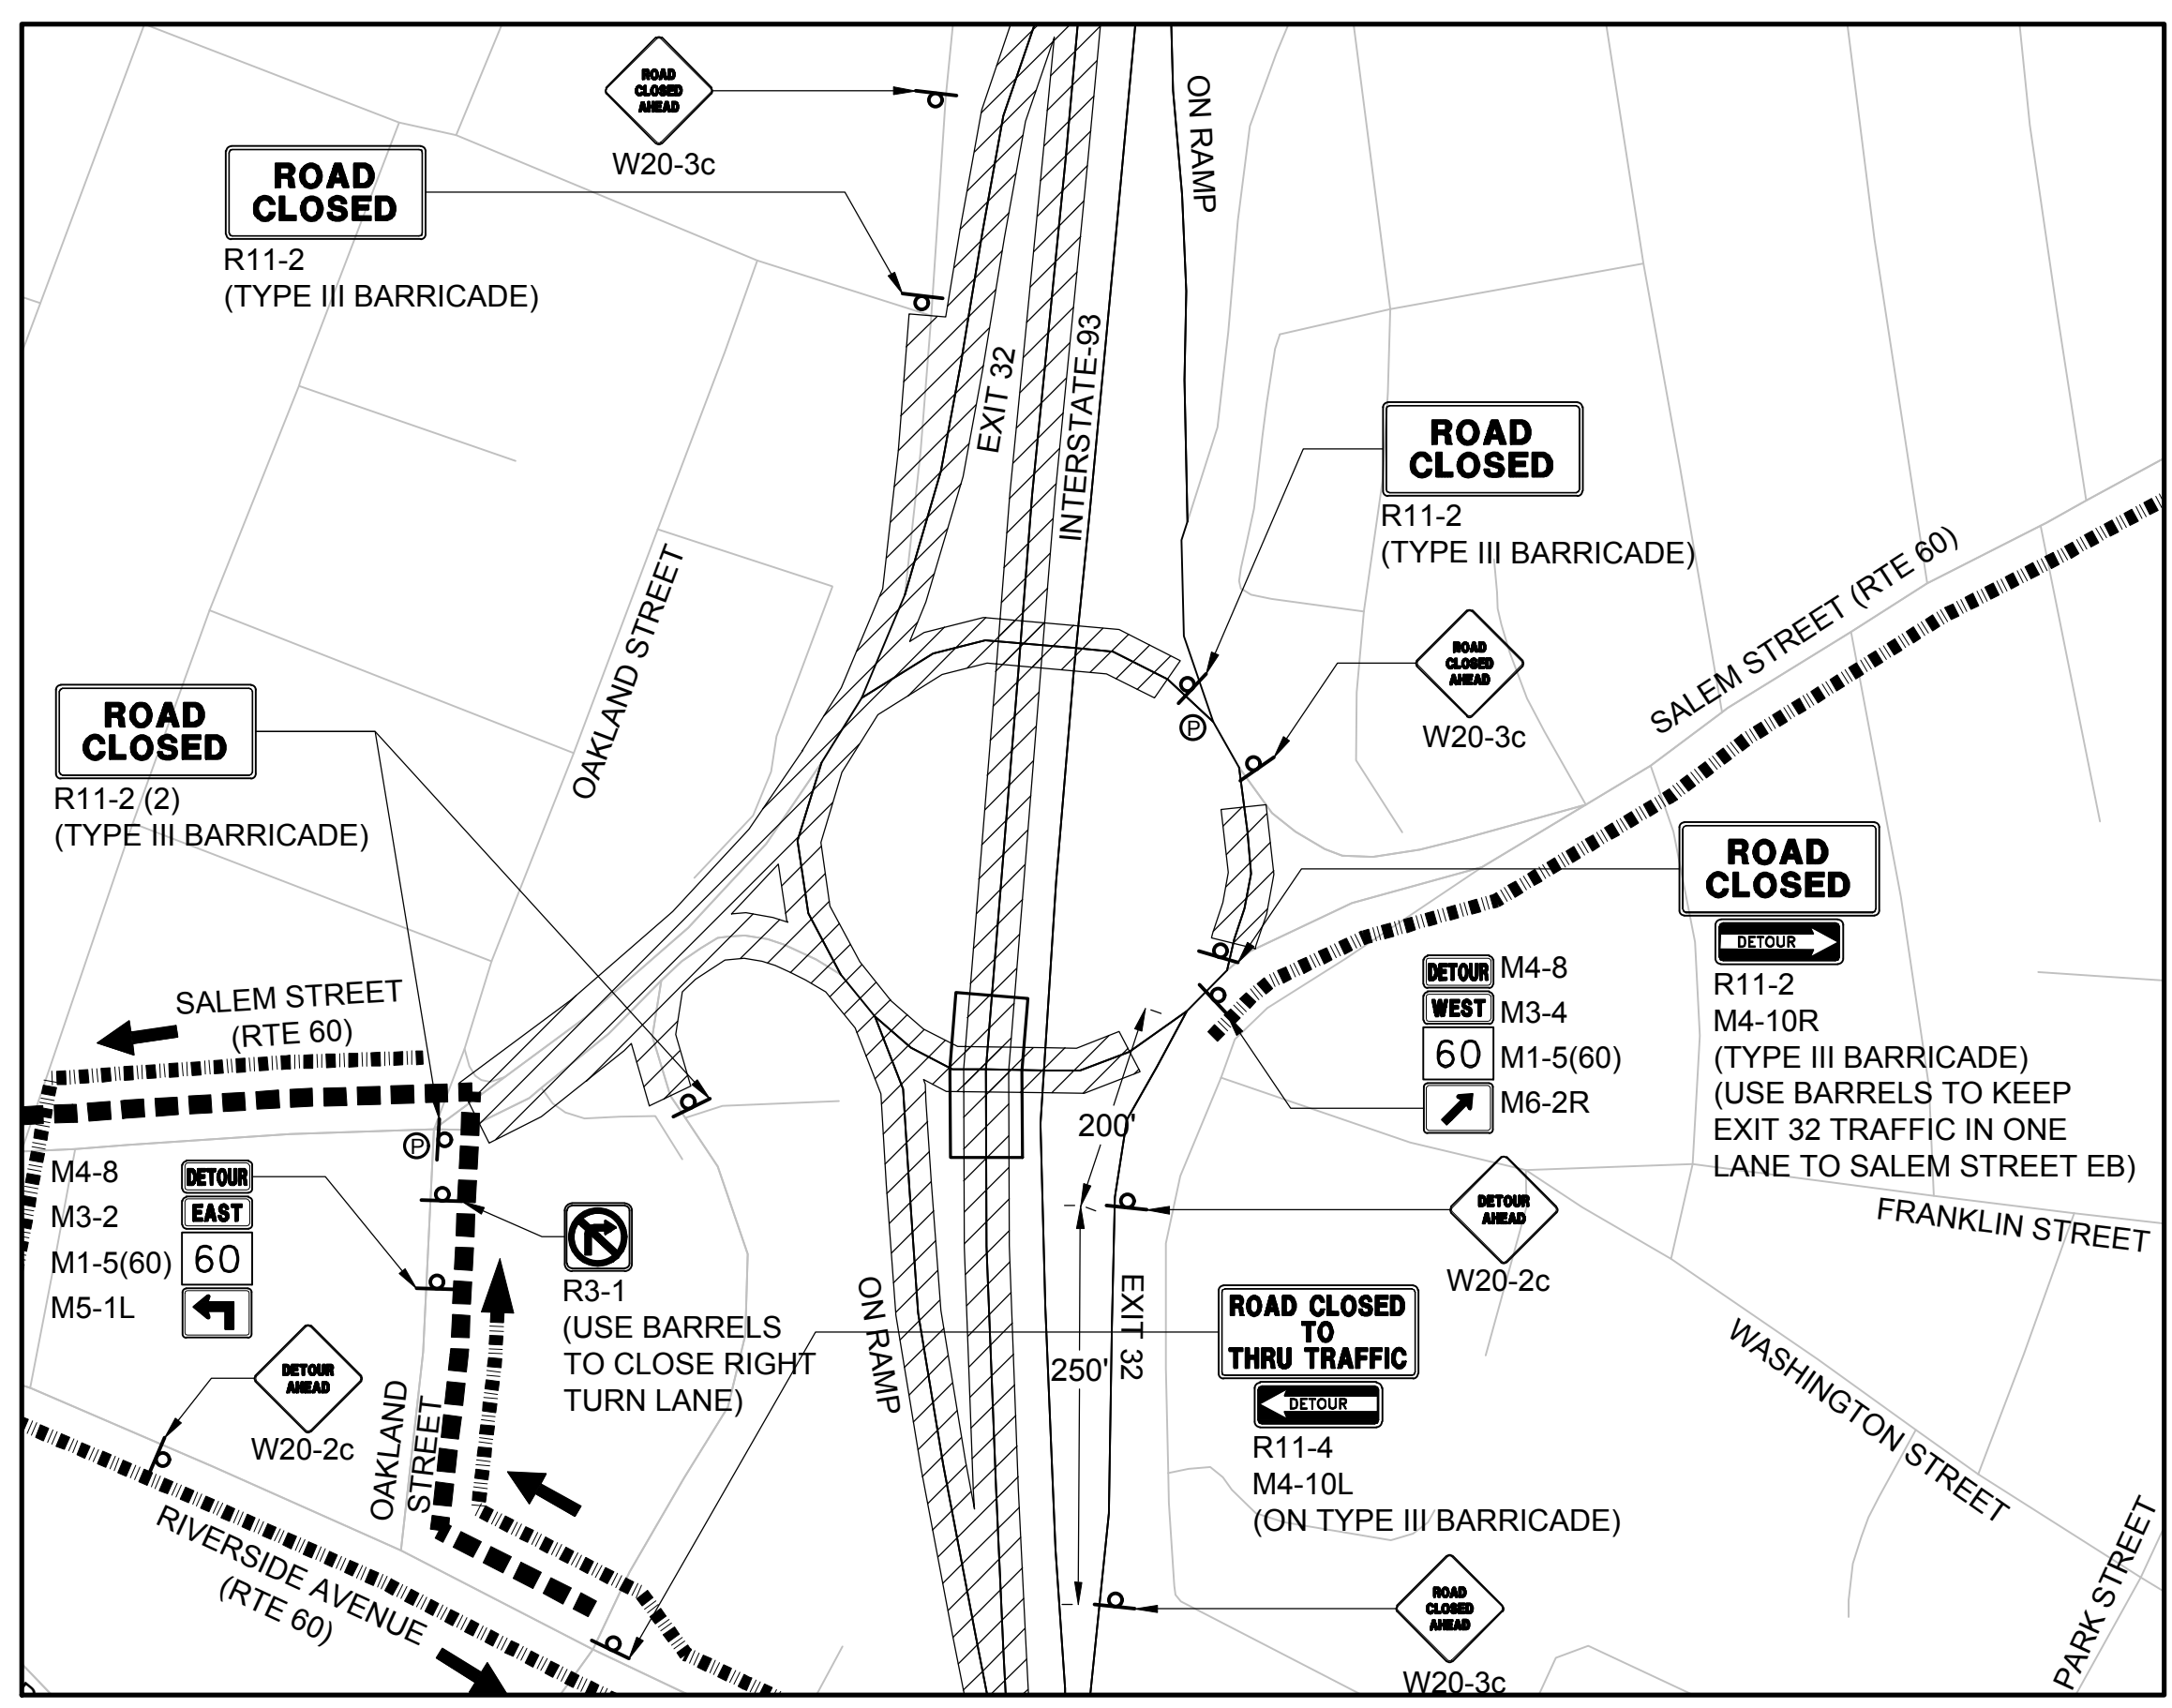 ROAD
CLOSED
AHEAD
W20-3c
ROAD
CLOSED
R11-2
(TYPE III BARRICADE)
ON RAMP
EXIT 32
INTERSTATE-93
ROAD
CLOSED
R11-2
(TYPE III BARRICADE)
OAKLAND STREET
SALEM STREET (RTE 60)
ROAD
CLOSED
AHEAD
W20-3c
P
ROAD
CLOSED
R11-2 (2)
(TYPE III BARRICADE)
ROAD
CLOSED
DETOUR
R11-2
M4-10R
(TYPE III BARRICADE)
(USE BARRELS TO KEEP
EXIT 32 TRAFFIC IN ONE
LANE TO SALEM STREET EB)
DETOUR M4-8
WEST M3-4
60 M1-5(60)
M6-2R
SALEM STREET
(RTE 60)
200'
P
M4-8 DETOUR
M3-2 EAST
M1-5(60) 60
M5-1L
R3-1
(USE BARRELS
TO CLOSE RIGHT
TURN LANE)
DETOUR
AHEAD
W20-2c
FRANKLIN STREET
ON RAMP
EXIT 32
250'
ROAD CLOSED
TO
THRU TRAFFIC
DETOUR
R11-4
M4-10L
(ON TYPE III BARRICADE)
DETOUR
AHEAD
W20-2c
OAKLAND
STREET
WASHINGTON STREET
RIVERSIDE AVENUE
(RTE 60)
ROAD
CLOSED
AHEAD
W20-3c
PARK STREET